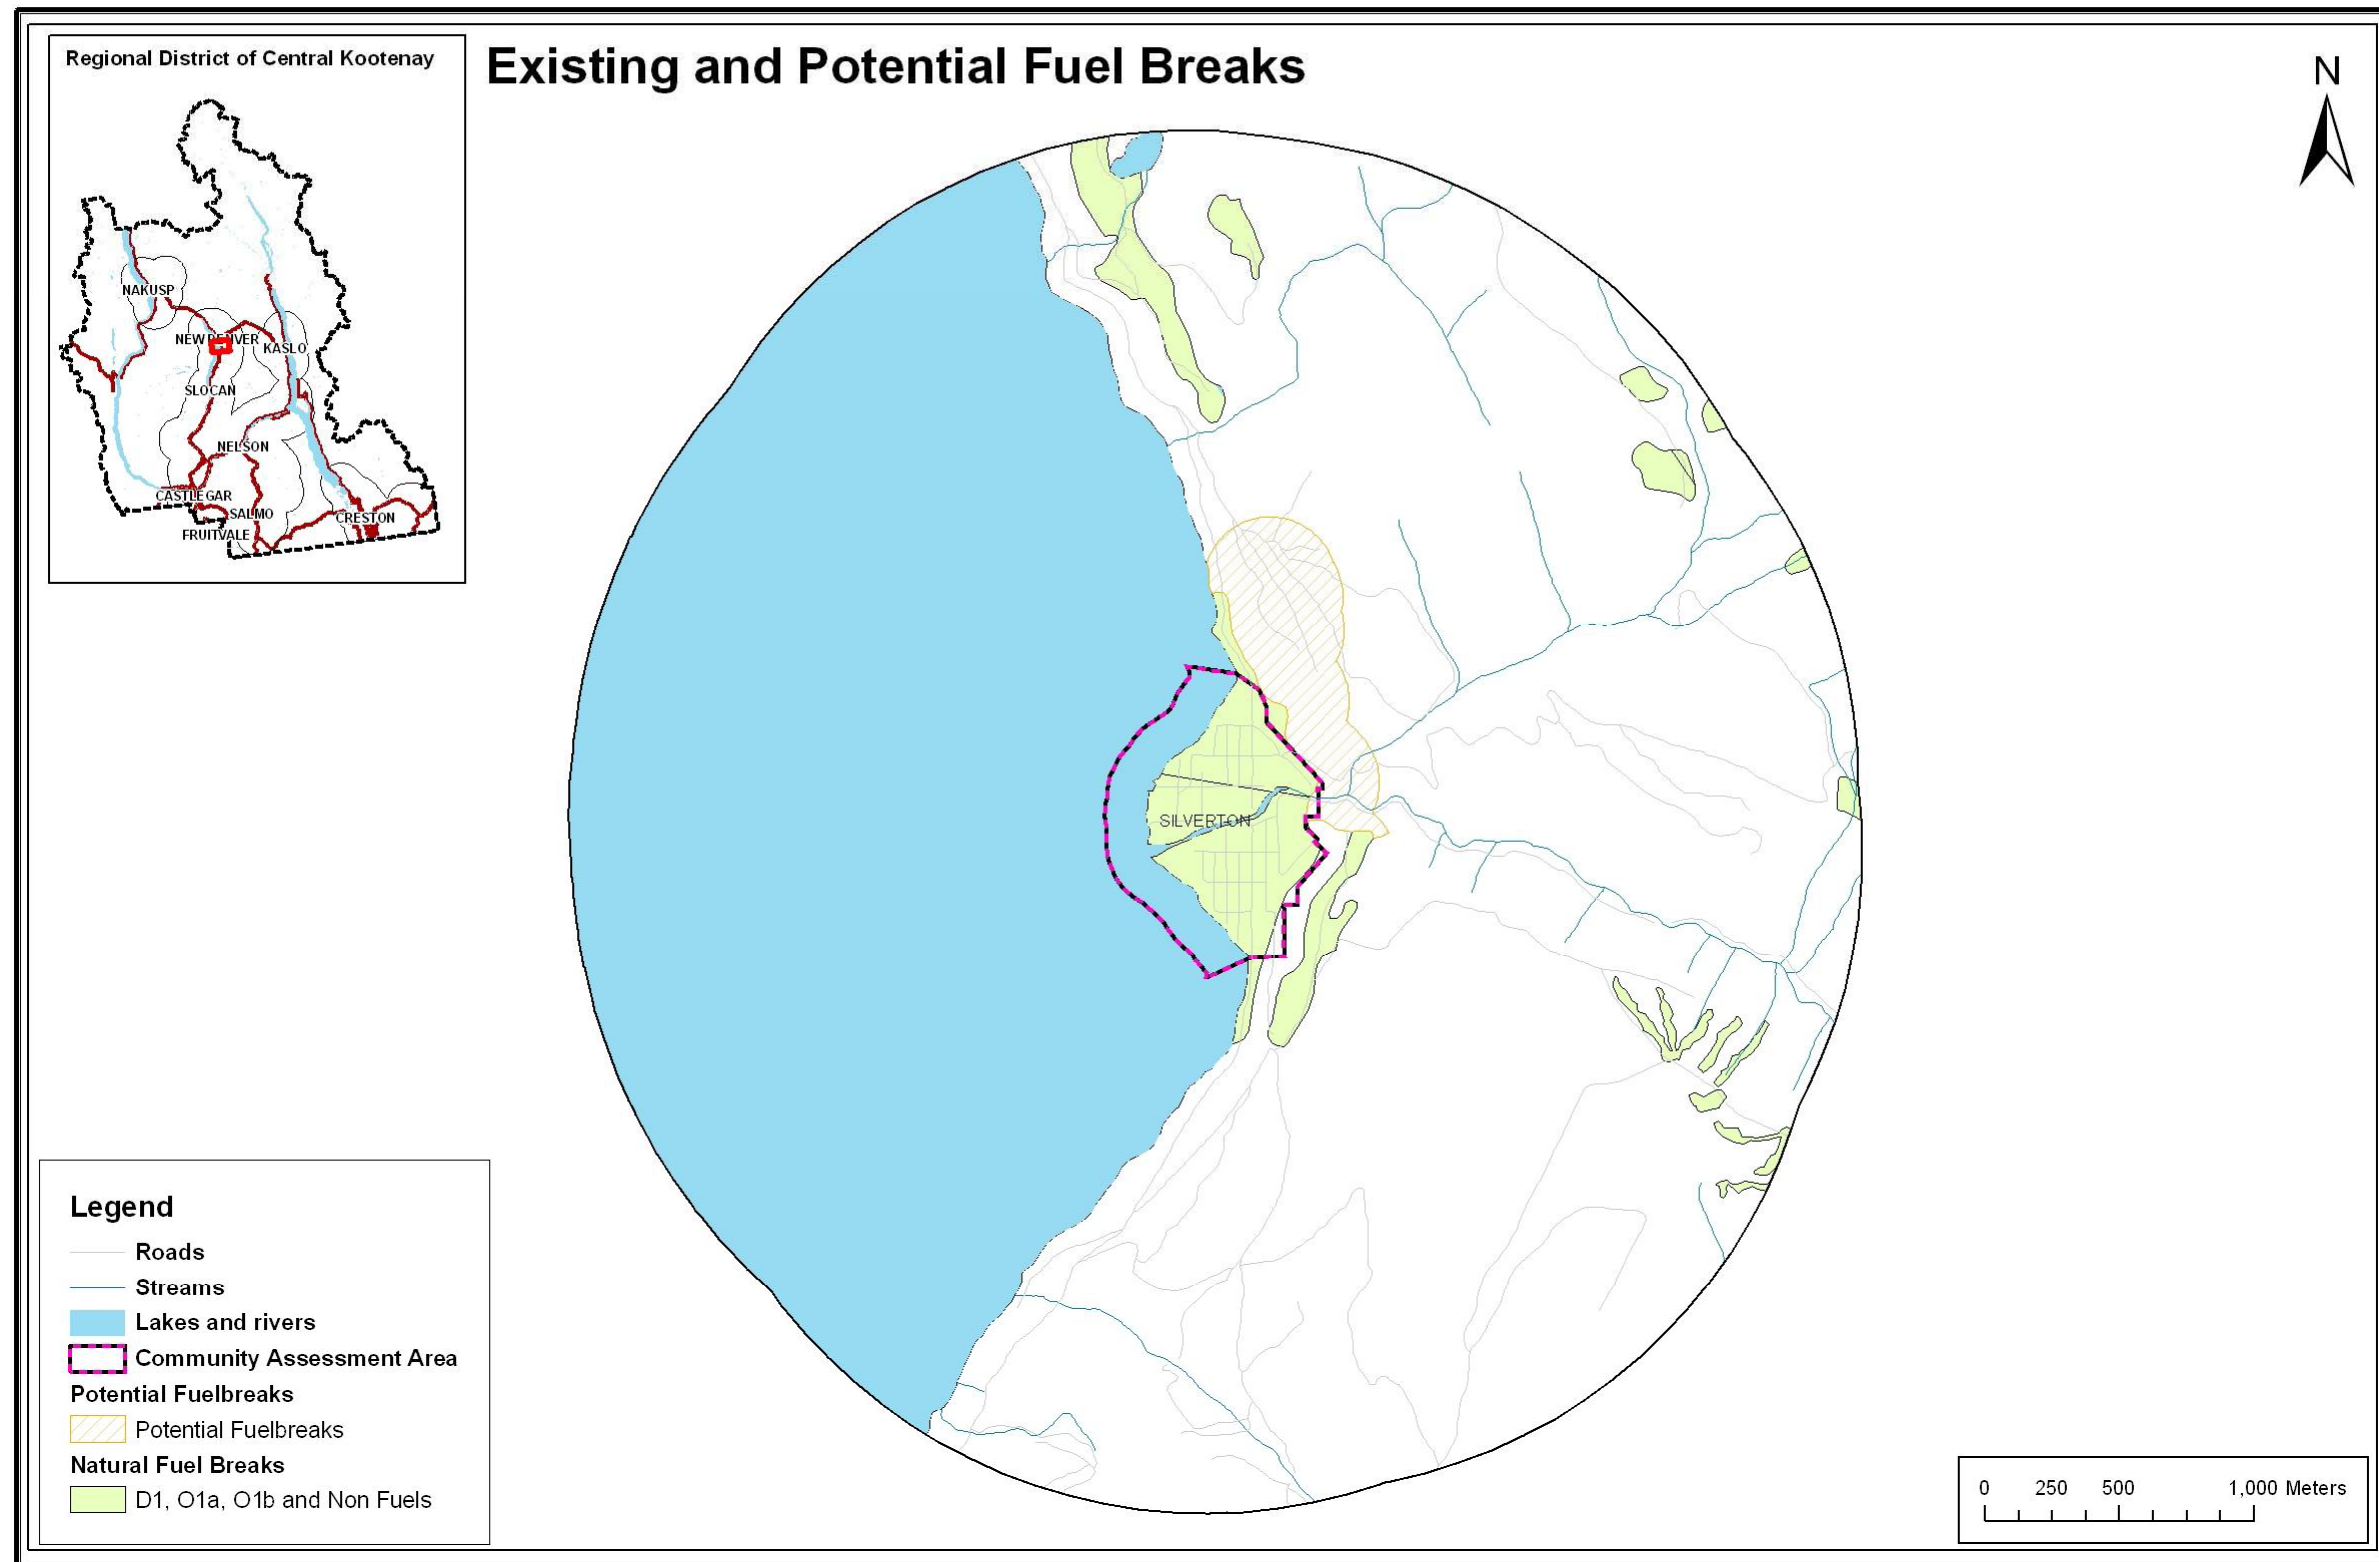 Regional District of Central Kootenay
Existing and Potential Fuel Breaks
N
NAKUSP
NEW DENVER
KASLO
SLOCAN
NELSON
CASTLEGAR
SALMO
CRESTON
FRUITVALE
SILVERTON
Legend
Roads
Streams
Lakes and rivers
Community Assessment Area
Potential Fuelbreaks
Potential Fuelbreaks
Natural Fuel Breaks
D1, O1a, O1b and Non Fuels
0 250 500 1,000 Meters